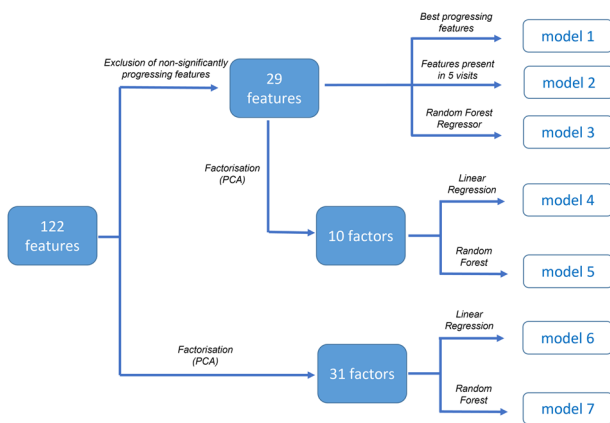 Best progressing
features
model 1
Exclusion of non-significantly
progressing features
29
features
Features present
in 5 visits
model 2
Random Forest
Regressor
model 3
Factorisation
(PCA)
Linear
Regression
model 4
122
features
10 factors
Random
Forest
model 5
Linear
Regression
model 6
Factorisation
(PCA)
31 factors
Random
Forest
model 7